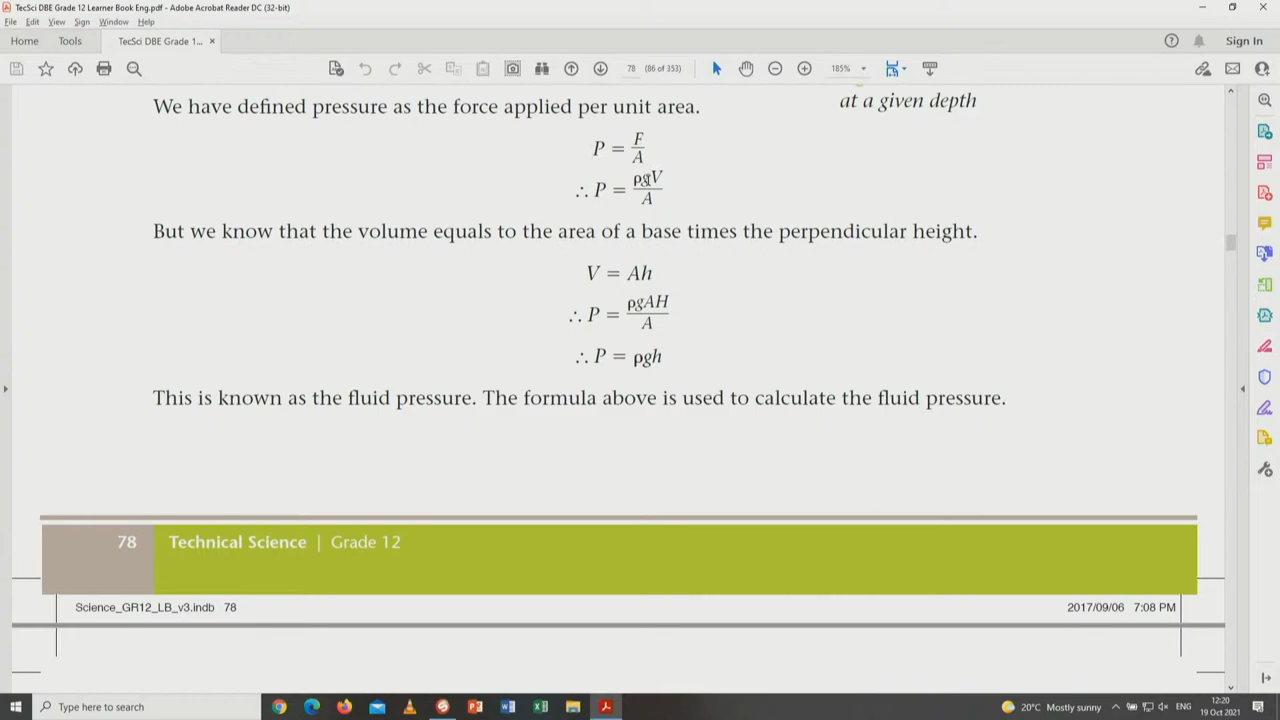 TecSci DBE Grade 12 Learner Book Eng.pdf - Adobe Acrobat Reader DC (32-bit)
File Edit View Sign Window Help
Home Tools TecSci DBE Grade 1... × Sign In
78 (86 of 353) 185%
We have defined pressure as the force applied per unit area.
at a given depth
P = F/A
∴ P = ρgV/A
But we know that the volume equals to the area of a base times the perpendicular height.
V = Ah
∴ P = ρgAH/A
∴ P = ρgh
This is known as the fluid pressure. The formula above is used to calculate the fluid pressure.
78 Technical Science | Grade 12
Science_GR12_LB_v3.indb 78 2017/09/06 7:08 PM
Type here to search 20°C Mostly sunny ENG 12:20
19 Oct 2021